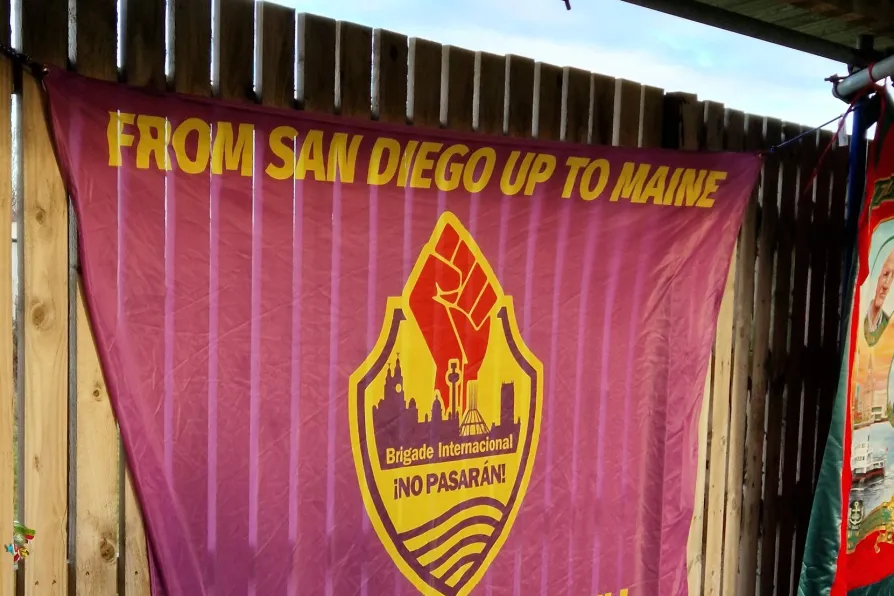 FROM SAN DIEGO UP TO MAINE
Brigade Internacional
¡NO PASARÁN!